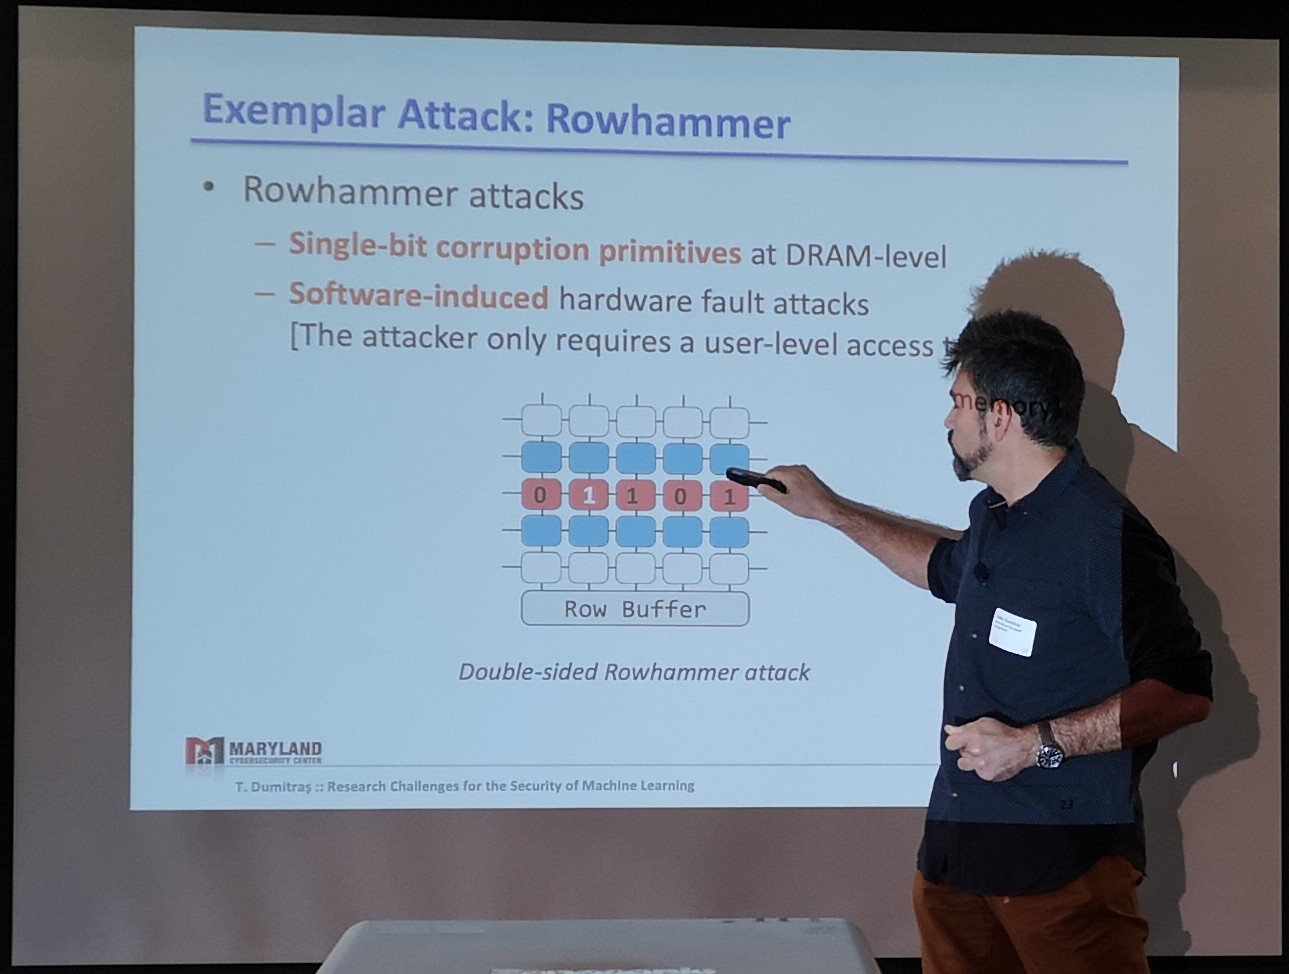 Exemplar Attack: Rowhammer
• Rowhammer attacks
– Single-bit corruption primitives at DRAM-level
– Software-induced hardware fault attacks
[The attacker only requires a user-level access memory
0 1 1 0 1
Row Buffer
Double-sided Rowhammer attack
MARYLAND
CYBERSECURITY CENTER
T. Dumitraş :: Research Challenges for the Security of Machine Learning
23